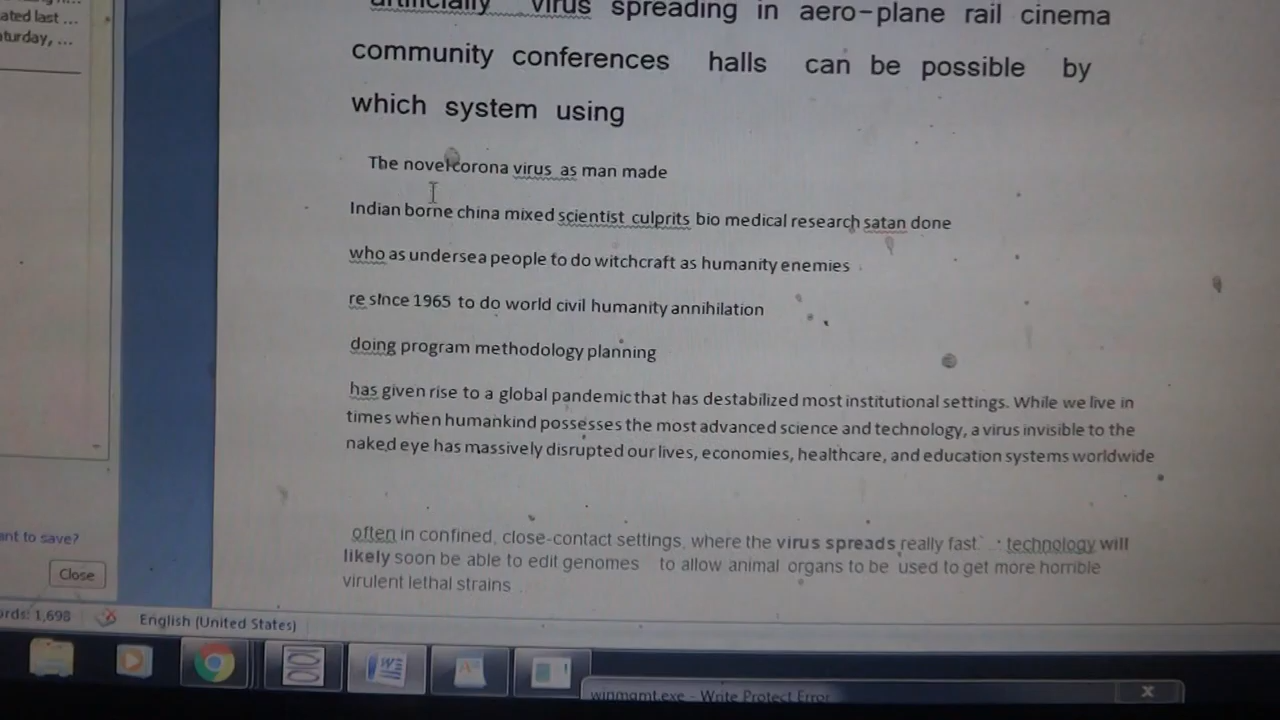 ated last ...
aturday, ...
artificially virus spreading in aero-plane rail cinema
community conferences halls can be possible by
which system using
The novel corona virus as man made
Indian borne china mixed scientist culprits bio medical research satan done
who as undersea people to do witchcraft as humanity enemies
re since 1965 to do world civil humanity annihilation
doing program methodology planning
has given rise to a global pandemic that has destabilized most institutional settings. While we live in
times when humankind possesses the most advanced science and technology, a virus invisible to the
naked eye has massively disrupted our lives, economies, healthcare, and education systems worldwide
often in confined, close-contact settings, where the virus spreads really fast. technology will
likely soon be able to edit genomes to allow animal organs to be used to get more horrible
virulent lethal strains
ant to save?
Close
ords: 1,698 English (United States)
winmgmt.exe - Write Protect Error